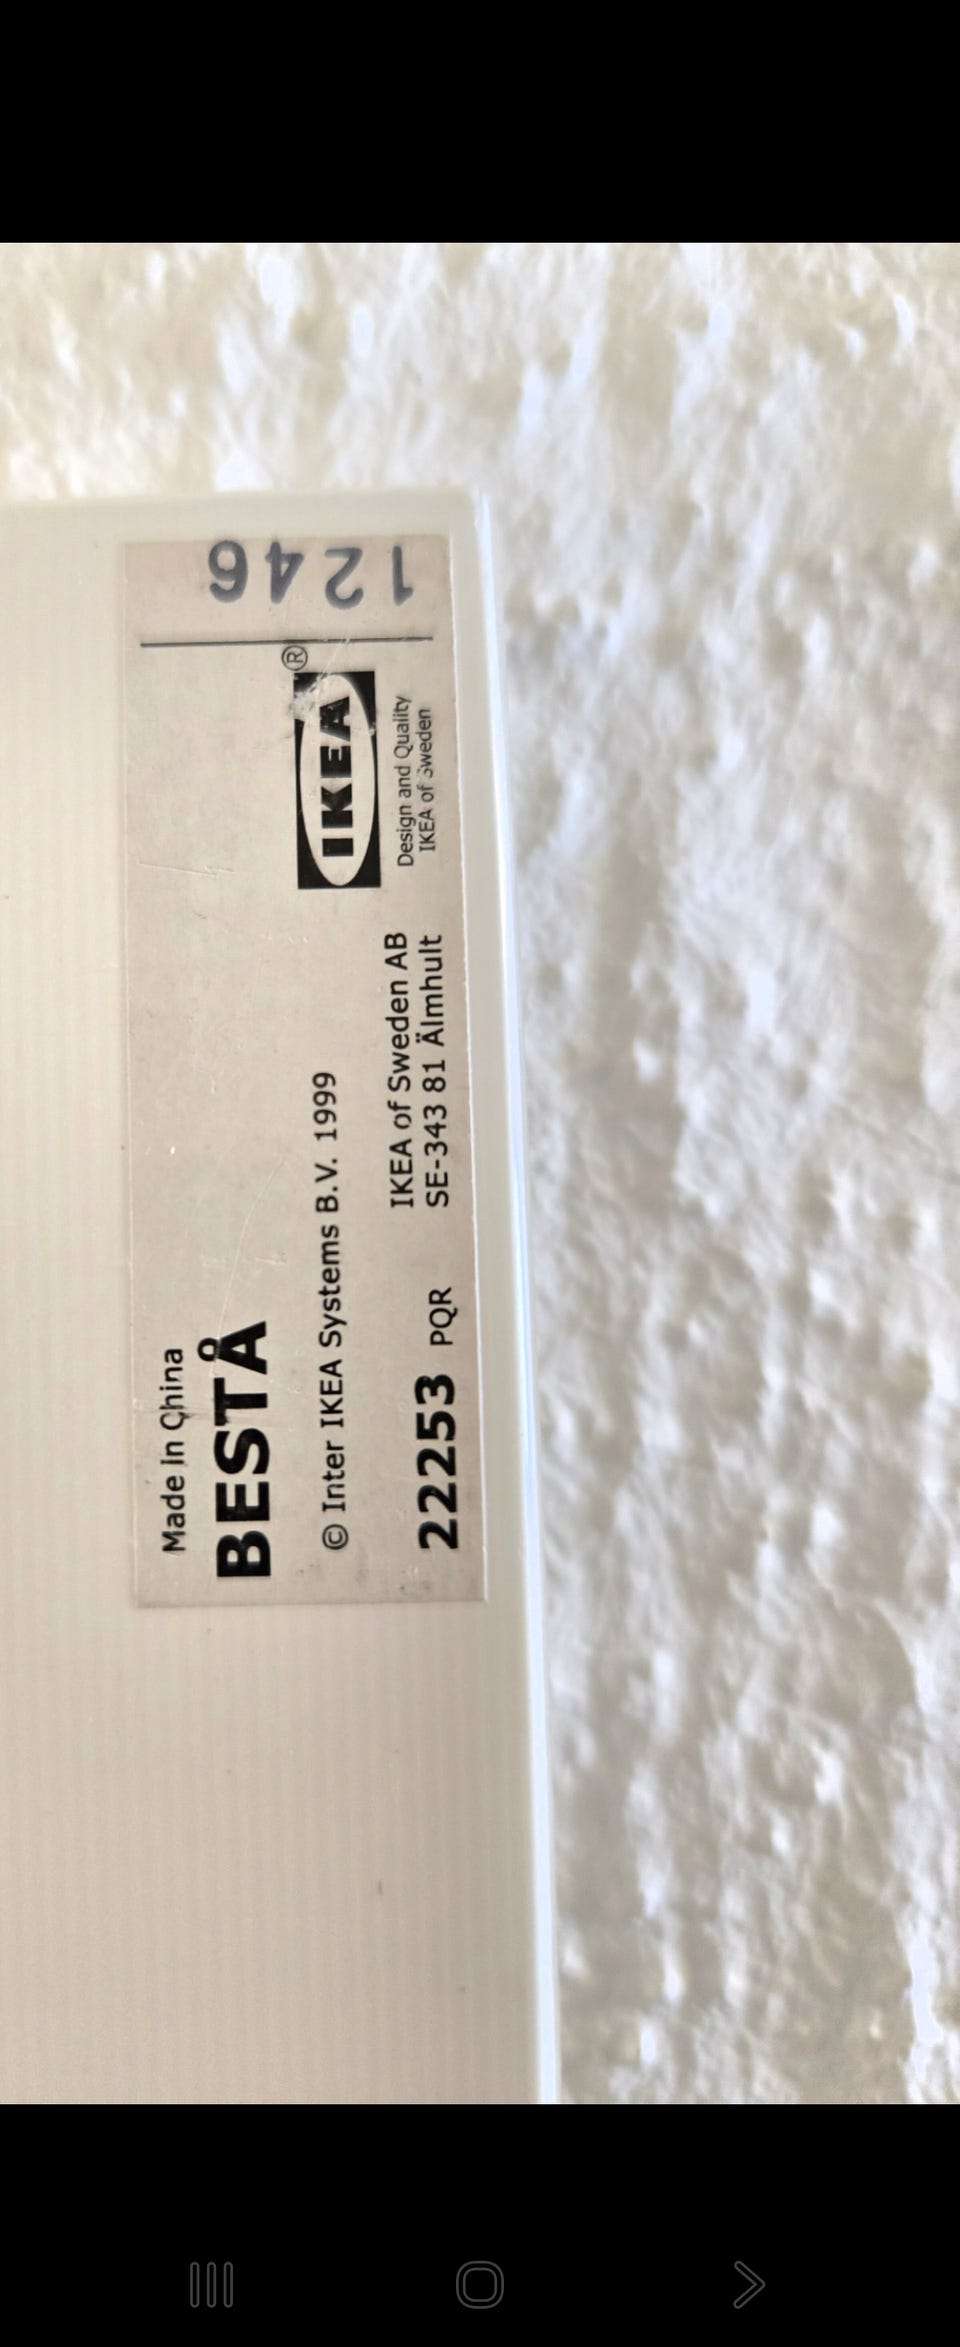 Made in China
BESTÅ
© Inter IKEA Systems B.V. 1999
22253 PQR
IKEA of Sweden AB
SE-343 81 Älmhult
IKEA®
Design and Quality
IKEA of Sweden
1246